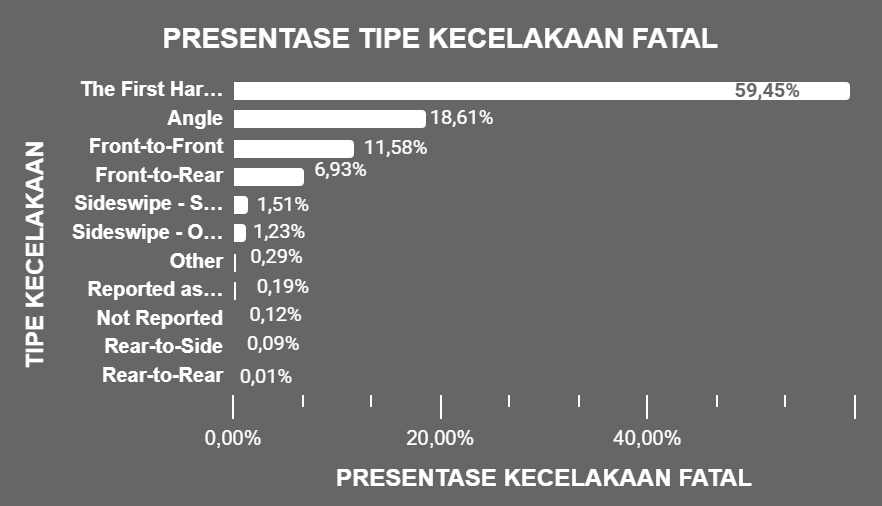 PRESENTASE TIPE KECELAKAAN FATAL
TIPE KECELAKAAN
The First Har… 59,45%
Angle 18,61%
Front-to-Front 11,58%
Front-to-Rear 6,93%
Sideswipe - S… 1,51%
Sideswipe - O… 1,23%
Other 0,29%
Reported as… 0,19%
Not Reported 0,12%
Rear-to-Side 0,09%
Rear-to-Rear 0,01%
0,00% 20,00% 40,00%
PRESENTASE KECELAKAAN FATAL